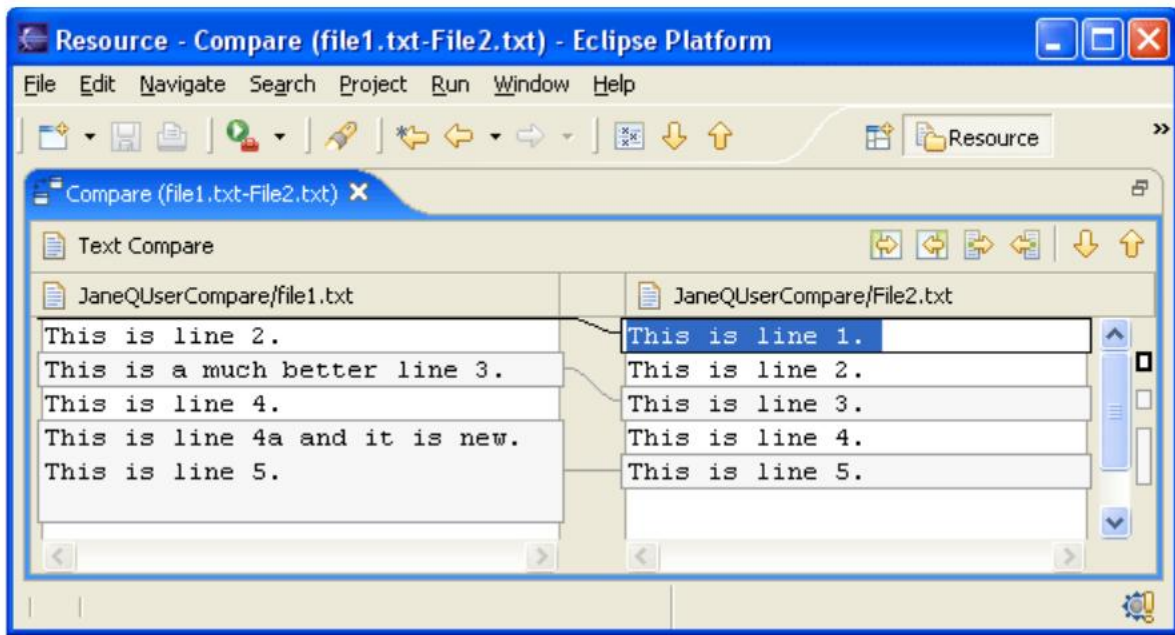 Resource - Compare (file1.txt-File2.txt) - Eclipse Platform
File Edit Navigate Search Project Run Window Help
Resource
Compare (file1.txt-File2.txt)
Text Compare
JaneQUserCompare/file1.txt
This is line 2.
This is a much better line 3.
This is line 4.
This is line 4a and it is new.
This is line 5.
JaneQUserCompare/File2.txt
This is line 1.
This is line 2.
This is line 3.
This is line 4.
This is line 5.